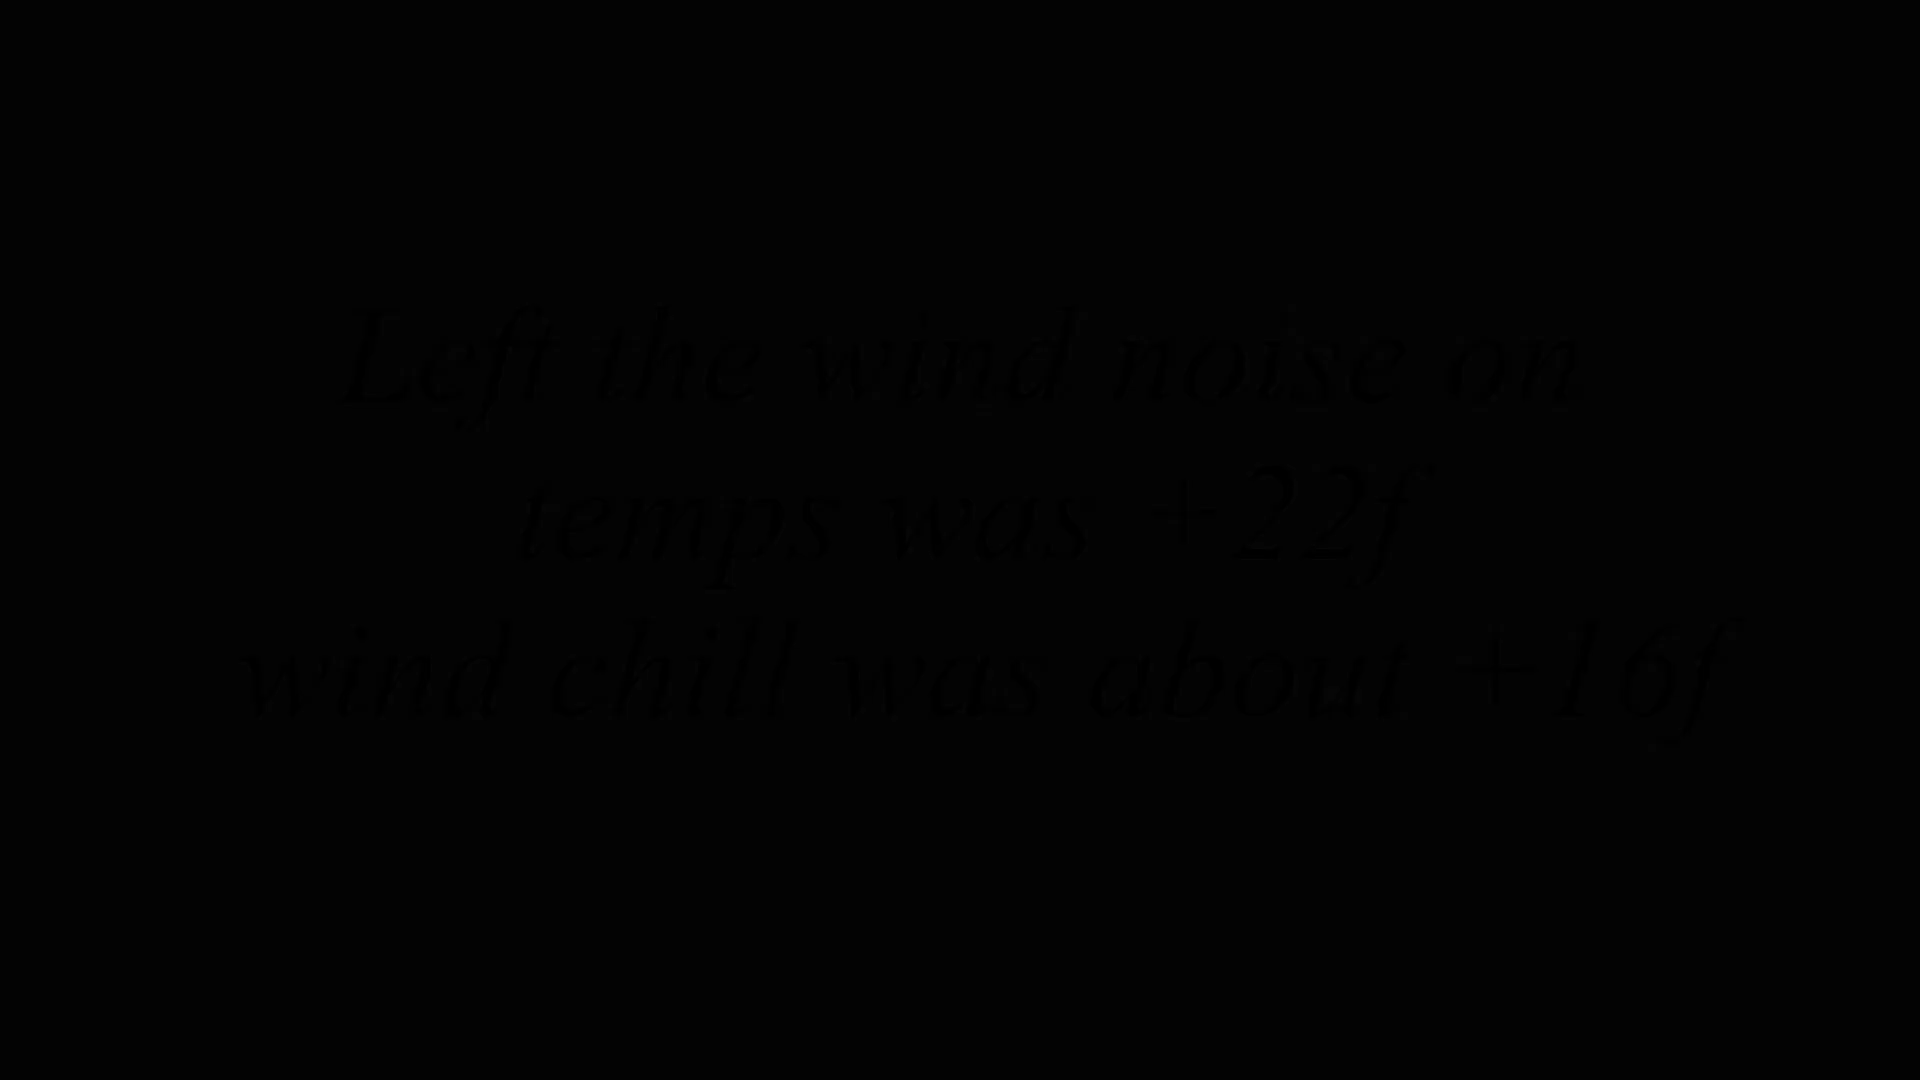 Left the wind noise on
temps was +22f
wind chill was about +16f